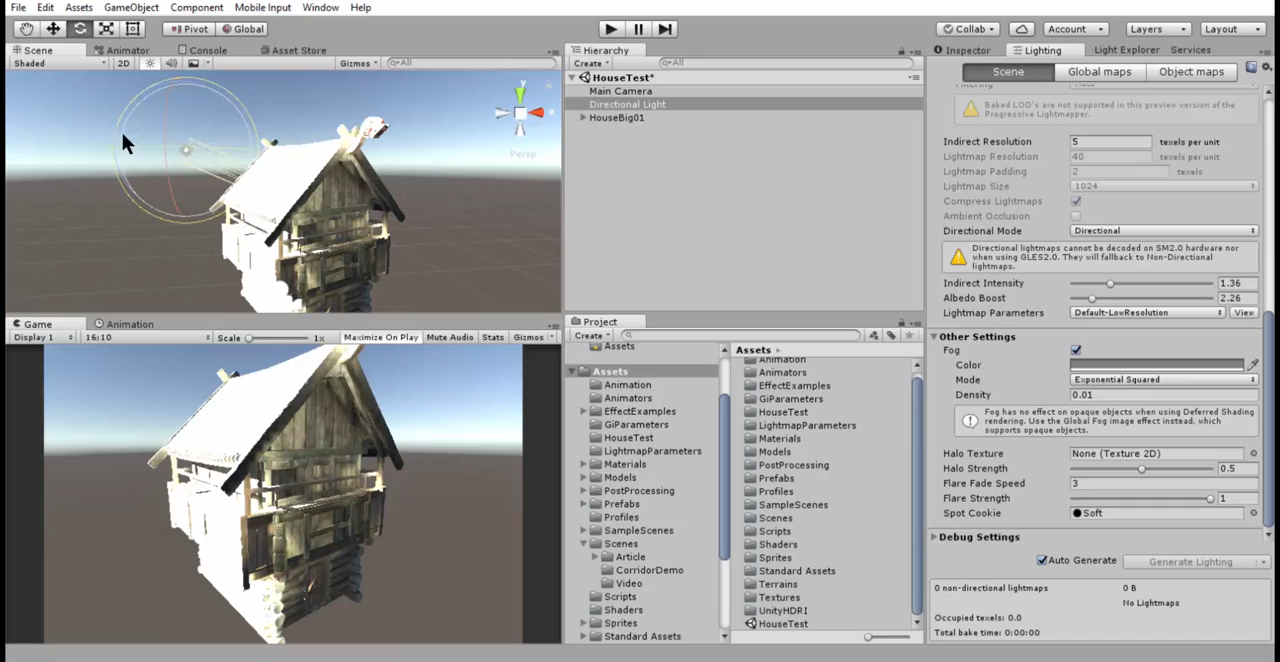 File Edit Assets GameObject Component Mobile Input Window Help
Pivot Global Collab Account Layers Layout
Scene Animator Console Asset Store
Shaded 2D Gizmos All
y
x
Persp
Game Animation
Display 1 16:10 Scale 1x Maximize On Play Mute Audio Stats Gizmos
Hierarchy
Create All
HouseTest*
Main Camera
Directional Light
HouseBig01
Project
Create
Assets
Assets
Animation
Animators
EffectExamples
GiParameters
HouseTest
LightmapParameters
Materials
Models
PostProcessing
Prefabs
Profiles
SampleScenes
Scenes
Article
CorridorDemo
Video
Scripts
Shaders
Sprites
Standard Assets
Assets
Animation
Animators
EffectExamples
GiParameters
HouseTest
LightmapParameters
Materials
Models
PostProcessing
Prefabs
Profiles
SampleScenes
Scenes
Scripts
Shaders
Sprites
Standard Assets
Terrains
Textures
UnityHDRI
HouseTest
Inspector Lighting Light Explorer Services
Scene Global maps Object maps
Filtering
Baked LOD's are not supported in this preview version of the
Progressive Lightmapper.
Indirect Resolution 5 texels per unit
Lightmap Resolution 40 texels per unit
Lightmap Padding 2 texels
Lightmap Size 1024
Compress Lightmaps
Ambient Occlusion
Directional Mode Directional
Directional lightmaps cannot be decoded on SM2.0 hardware nor
when using GLES2.0. They will fallback to Non-Directional
lightmaps.
Indirect Intensity 1.36
Albedo Boost 2.26
Lightmap Parameters Default-LowResolution View
Other Settings
Fog
Color
Mode Exponential Squared
Density 0.01
Fog has no effect on opaque objects when using Deferred Shading
rendering. Use the Global Fog image effect instead, which
supports opaque objects.
Halo Texture None (Texture 2D)
Halo Strength 0.5
Flare Fade Speed 3
Flare Strength 1
Spot Cookie Soft
Debug Settings
Auto Generate Generate Lighting
0 non-directional lightmaps 0 B
No Lightmaps
Occupied texels: 0.0
Total bake time: 0:00:00